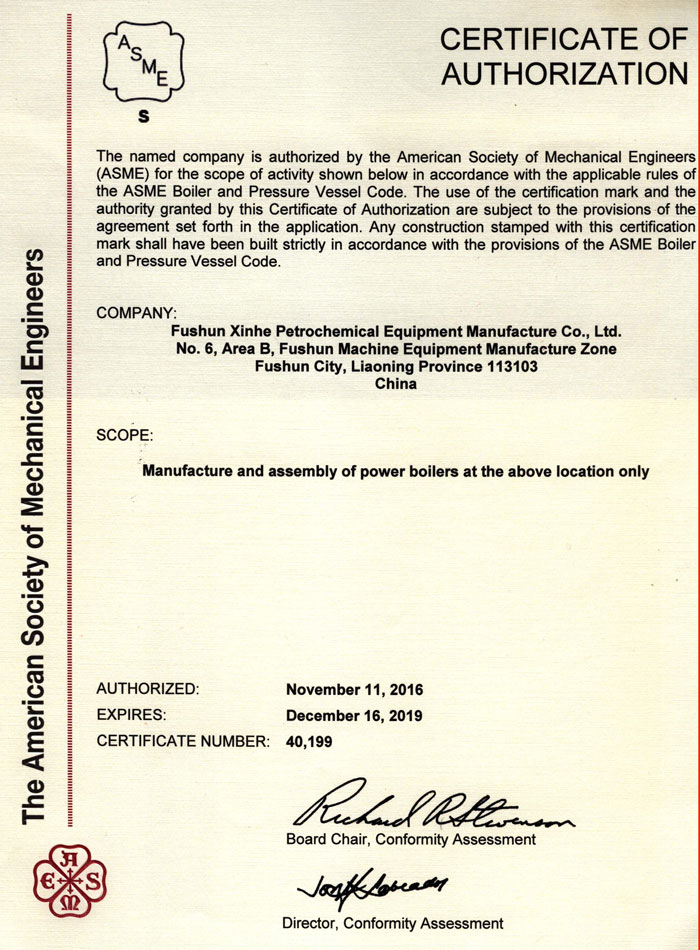 ASME
S
CERTIFICATE OF
AUTHORIZATION
The named company is authorized by the American Society of Mechanical Engineers
(ASME) for the scope of activity shown below in accordance with the applicable rules of
the ASME Boiler and Pressure Vessel Code. The use of the certification mark and the
authority granted by this Certificate of Authorization are subject to the provisions of the
agreement set forth in the application. Any construction stamped with this certification
mark shall have been built strictly in accordance with the provisions of the ASME Boiler
and Pressure Vessel Code.
COMPANY:
Fushun Xinhe Petrochemical Equipment Manufacture Co., Ltd.
No. 6, Area B, Fushun Machine Equipment Manufacture Zone
Fushun City, Liaoning Province 113103
China
SCOPE:
Manufacture and assembly of power boilers at the above location only
AUTHORIZED: November 11, 2016
EXPIRES: December 16, 2019
CERTIFICATE NUMBER: 40,199
Richard R Stevenson
Board Chair, Conformity Assessment
Director, Conformity Assessment
The American Society of Mechanical Engineers
ASME